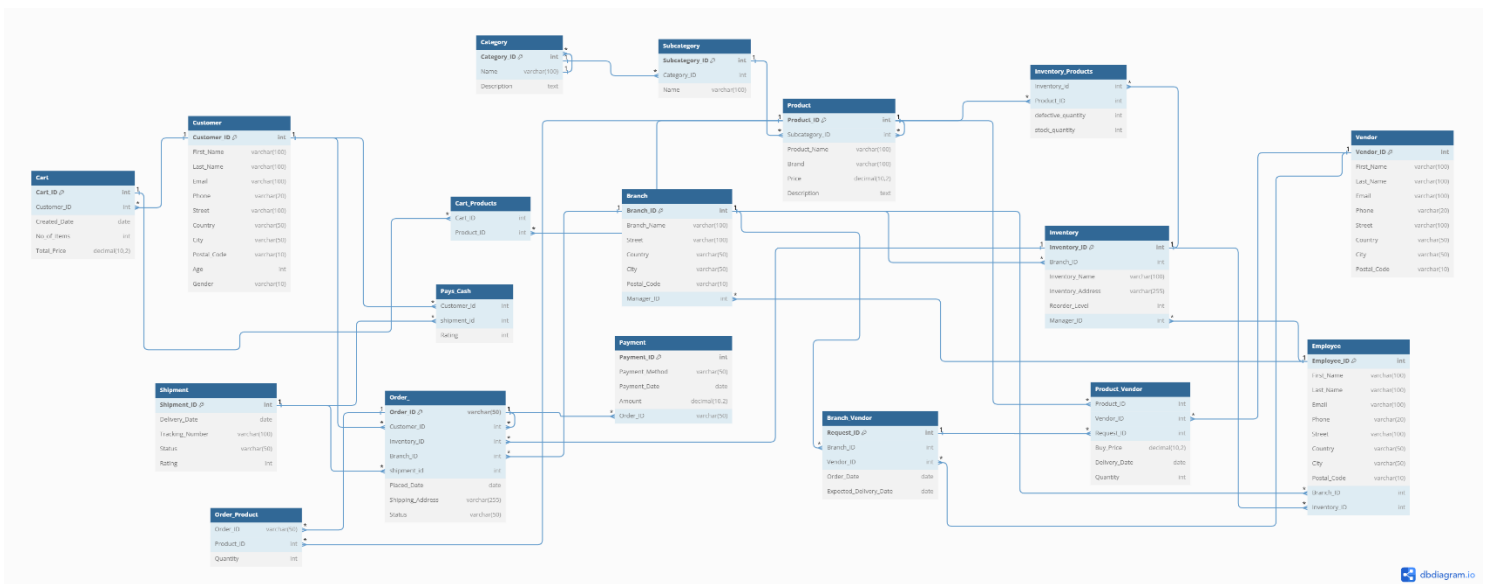 Category
Category_ID int
Name varchar(100)
Description text
Subcategory
Subcategory_ID int
Category_ID int
Name varchar(100)
Inventory_Products
Inventory_id int
Product_ID int
defective_quantity int
stock_quantity int
Product
Product_ID int
Subcategory_ID int
Product_Name varchar(100)
Brand varchar(100)
Price decimal(10,2)
Description text
Customer
Customer_ID int
First_Name varchar(100)
Last_Name varchar(100)
Email varchar(100)
Phone varchar(20)
Street varchar(100)
Country varchar(50)
City varchar(50)
Postal_Code varchar(10)
Age int
Gender varchar(10)
Vendor
Vendor_ID int
First_Name varchar(100)
Last_Name varchar(100)
Email varchar(100)
Phone varchar(20)
Street varchar(100)
Country varchar(50)
City varchar(50)
Postal_Code varchar(10)
Cart
Cart_ID int
Customer_ID int
Created_Date date
No_of_items int
Total_Price decimal(10,2)
Cart_Products
Cart_ID int
Product_ID int
Branch
Branch_ID int
Branch_Name varchar(100)
Street varchar(100)
Country varchar(50)
City varchar(50)
Postal_Code varchar(10)
Manager_ID int
Inventory
Inventory_ID int
Branch_ID int
Inventory_Name varchar(100)
Inventory_Address varchar(255)
Reorder_Level int
Manager_ID int
Pays_Cash
Customer_id int
shipment_id int
Rating int
Payment
Payment_ID int
Payment_Method varchar(50)
Payment_Date date
Amount decimal(10,2)
Order_ID varchar(50)
Employee
Employee_ID int
First_Name varchar(100)
Last_Name varchar(100)
Email varchar(100)
Phone varchar(20)
Street varchar(100)
Country varchar(50)
City varchar(50)
Postal_Code varchar(10)
Branch_ID int
Inventory_ID int
Shipment
Shipment_ID int
Delivery_Date date
Tracking_Number varchar(100)
Status varchar(50)
Rating int
Order_
Order_ID varchar(50)
Customer_ID int
Inventory_ID int
Branch_ID int
shipment_id int
Placed_Date date
Shipping_Address varchar(255)
Status varchar(50)
Product_Vendor
Product_ID int
Vendor_ID int
Request_ID int
Buy_Price decimal(10,2)
Delivery_Date date
Quantity int
Branch_Vendor
Request_ID int
Branch_ID int
Vendor_ID int
Order_Date date
Expected_Delivery_Date date
Order_Product
Order_ID varchar(50)
Product_ID int
Quantity int
dbdiagram.io